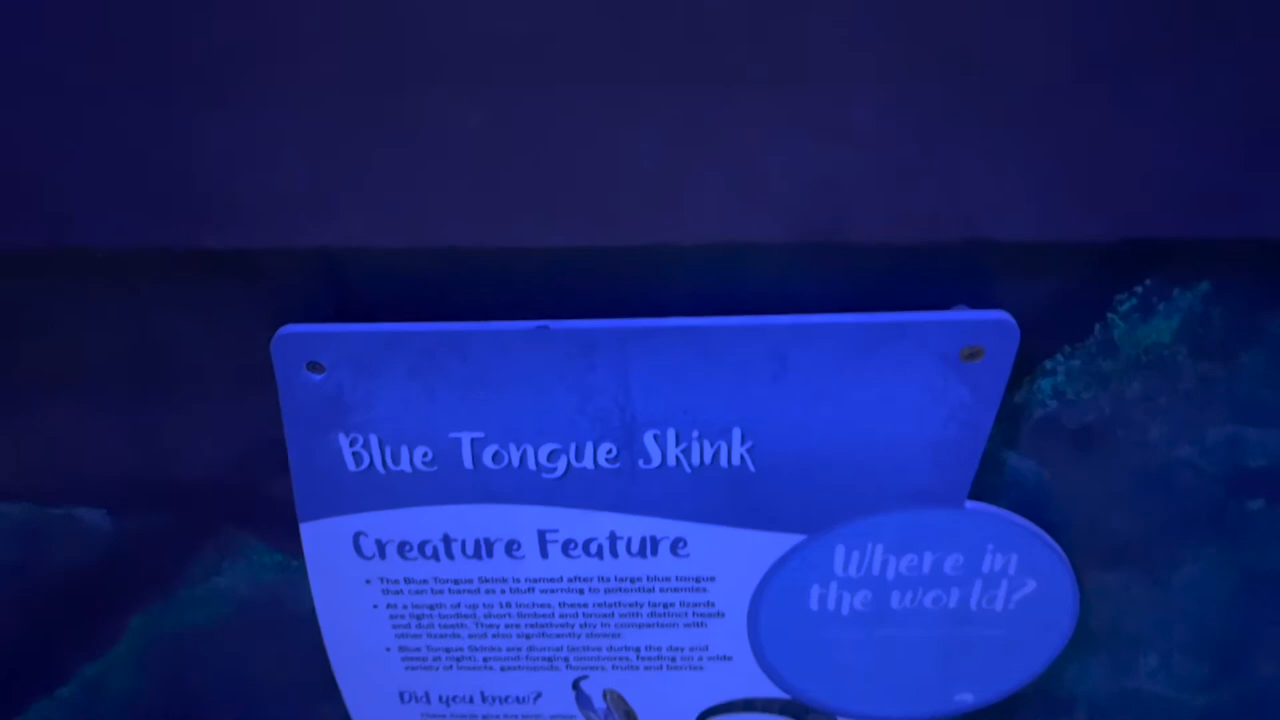 Blue Tongue Skink
Creature Feature
• The Blue Tongue Skink is named after its large blue tongue
that can be bared as a bluff warning to potential enemies.
• At a length of up to 18 inches, these relatively large lizards
are light-bodied, short-limbed and broad with distinct heads
and dull teeth. They are relatively shy in comparison with
other lizards, and also significantly slower.
• Blue Tongue Skinks are diurnal (active during the day and
sleep at night), ground-foraging omnivores, feeding on a wide
variety of insects, gastropods, flowers, fruits and berries.
Did you know?
Where in
the world?